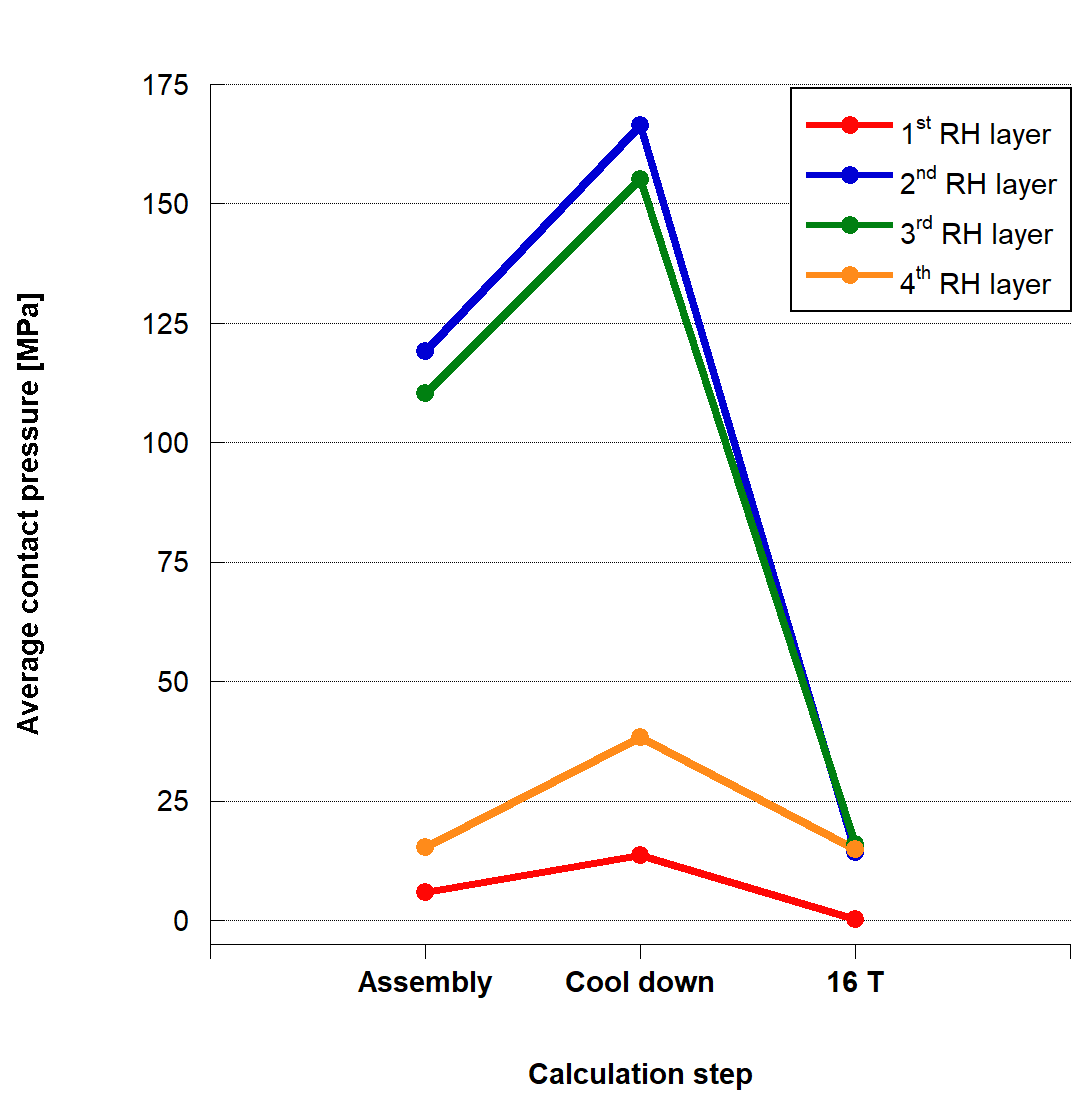 175
150
125
100
75
50
25
0
Average contact pressure [MPa]
1st RH layer
2nd RH layer
3rd RH layer
4th RH layer
Assembly Cool down 16 T
Calculation step